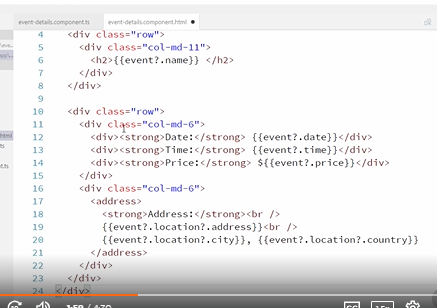 event-details.component.ts event-details.component.html
4 <div class="row">
5 <div class="col-md-11">
6 <h2>{{event?.name}} </h2>
7 </div>
8 </div>
9
10 <div class="row">
11 <div class="col-md-6">
12 <div><strong>Date:</strong> {{event?.date}}</div>
13 <div><strong>Time:</strong> {{event?.time}}</div>
14 <div><strong>Price:</strong> ${{event?.price}}</div>
15 </div>
16 <div class="col-md-6">
17 <address>
18 <strong>Address:</strong><br />
19 {{event?.location?.address}}<br />
20 {{event?.location?.city}}, {{event?.location?.country}}
21 </address>
22 </div>
23 </div>
24 </div>